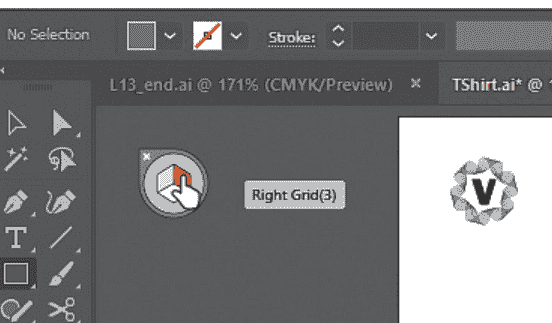 No Selection
Stroke:
L13_end.ai @ 171% (CMYK/Preview) ×
TShirt.ai* @
Right Grid(3)
V
T